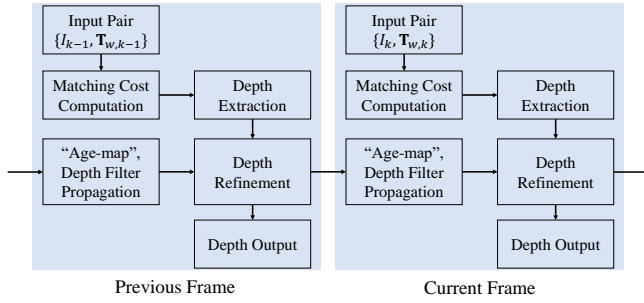 Input Pair
{I_{k−1}, T_{w,k−1}}
Matching Cost
Computation
Depth
Extraction
"Age-map",
Depth Filter
Propagation
Depth
Refinement
Depth Output
Previous Frame
Input Pair
{I_k, T_{w,k}}
Matching Cost
Computation
Depth
Extraction
"Age-map",
Depth Filter
Propagation
Depth
Refinement
Depth Output
Current Frame